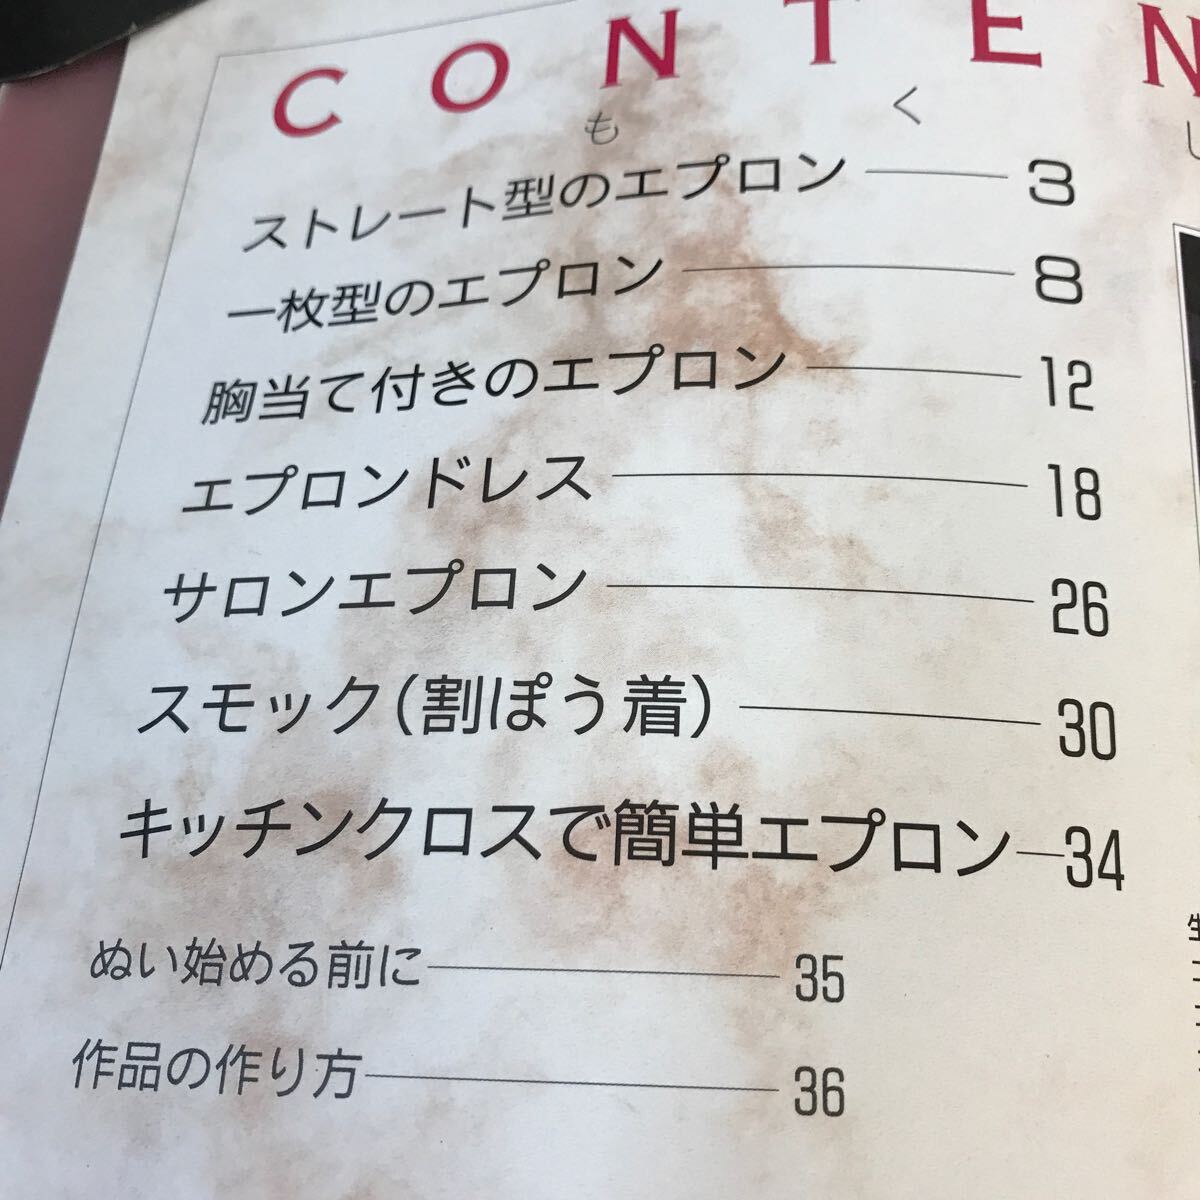 CONTEN
もくし
ストレート型のエプロン 3
一枚型のエプロン 8
胸当て付きのエプロン 12
エプロンドレス 18
サロンエプロン 26
スモック(割ぽう着) 30
キッチンクロスで簡単エプロン 34
ぬい始める前に 35
作品の作り方 36